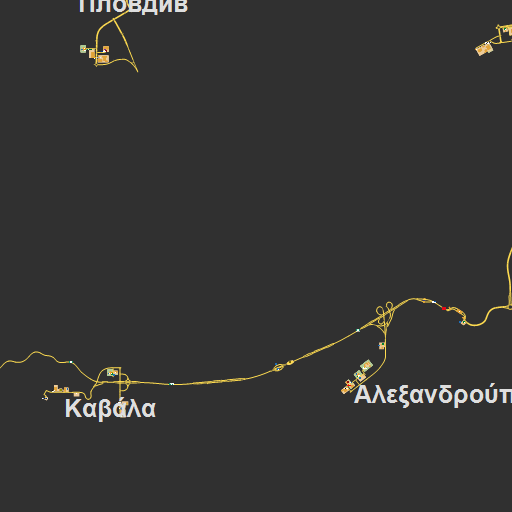 Пловдив
Αλεξανδρούπ
Καβάλα